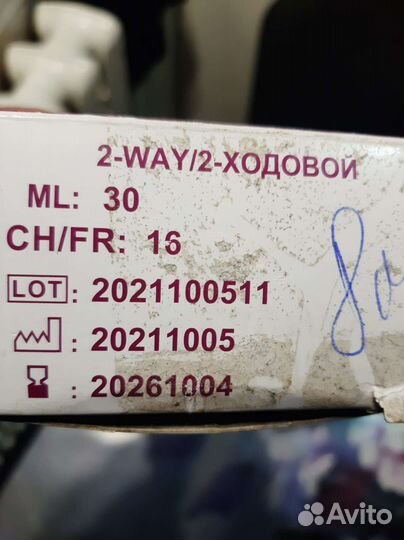 2-WAY/2-ХОДОВОЙ
ML: 30
CH/FR: 16
LOT: 2021100511
: 20211005
: 20261004
Avito